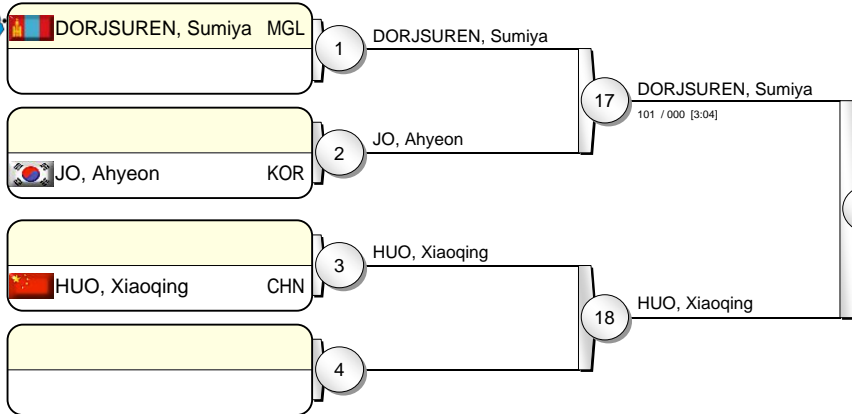 DORJSUREN, Sumiya MGL
1
DORJSUREN, Sumiya
17
DORJSUREN, Sumiya
101 / 000 [3:04]
2
JO, Ahyeon
JO, Ahyeon KOR
3
HUO, Xiaoqing
HUO, Xiaoqing CHN
18
HUO, Xiaoqing
4